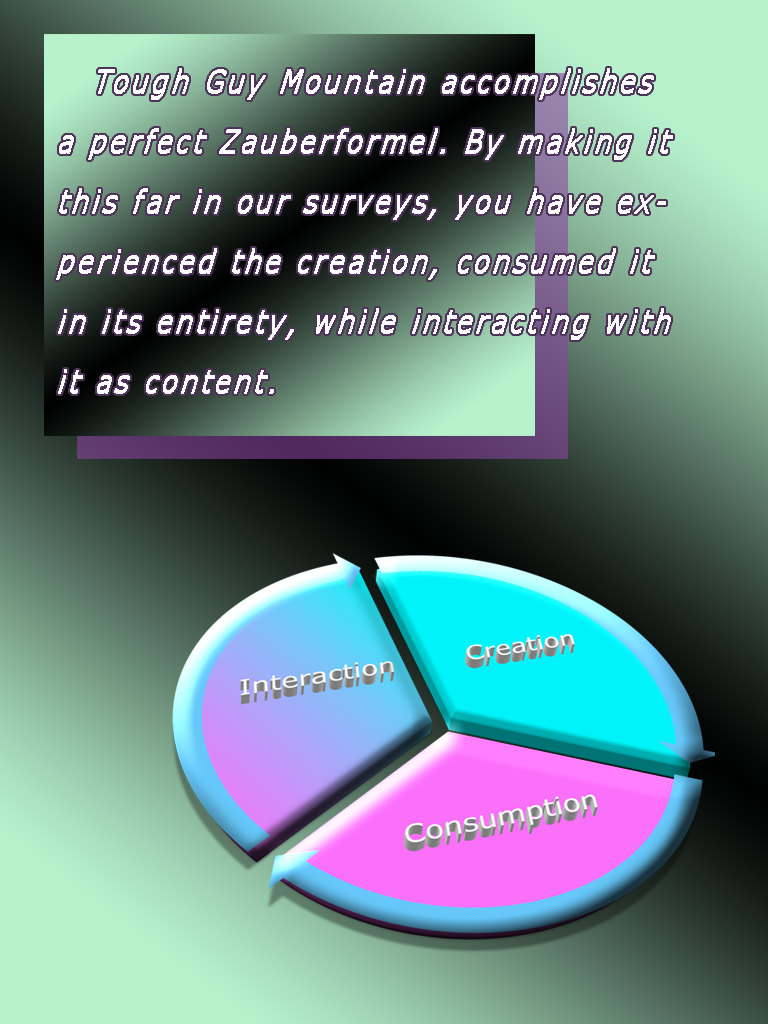 Tough Guy Mountain accomplishes
a perfect Zauberformel. By making it
this far in our surveys, you have ex-
perienced the creation, consumed it
in its entirety, while interacting with
it as content.
Creation
Interaction
Consumption